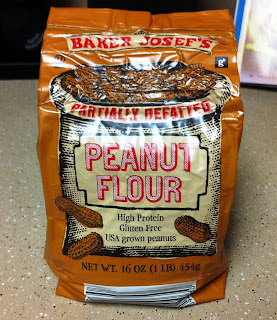 BAKER JOSEF'S
g
PARTIALLY DEFATTED
PEANUT
FLOUR
High Protein
Gluten Free
USA grown peanuts
NET WT. 16 OZ (1 LB) 454g